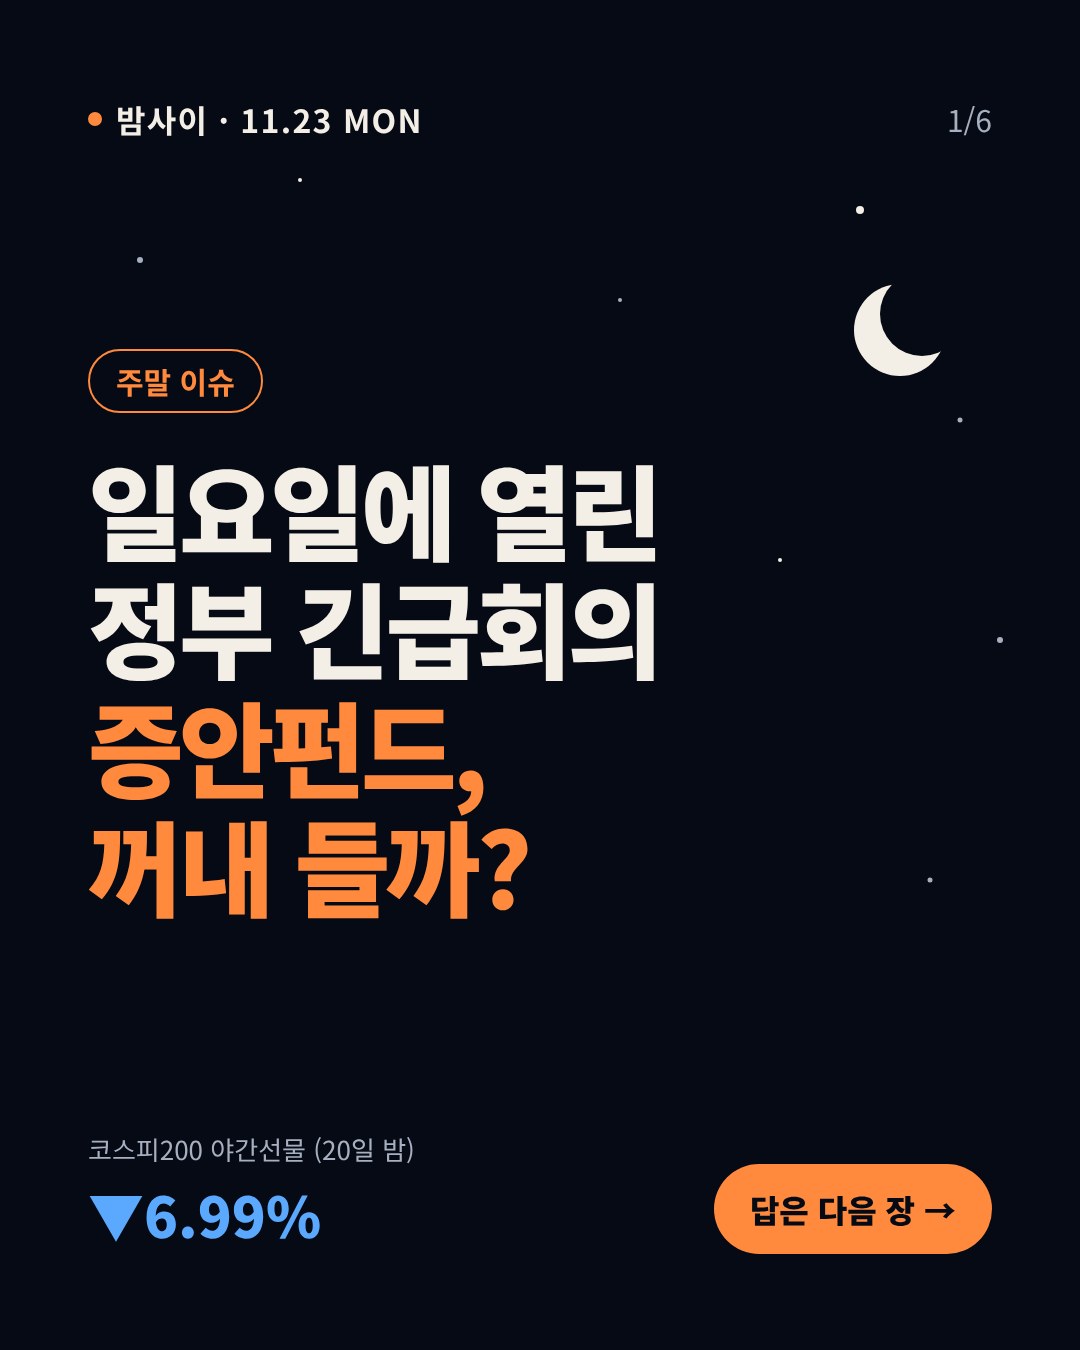 밤사이 · 11.23 MON
1/6
주말 이슈
일요일에 열린
정부 긴급회의
증안펀드,
꺼내 들까?
코스피200 야간선물 (20일 밤)
▼6.99%
답은 다음 장 →